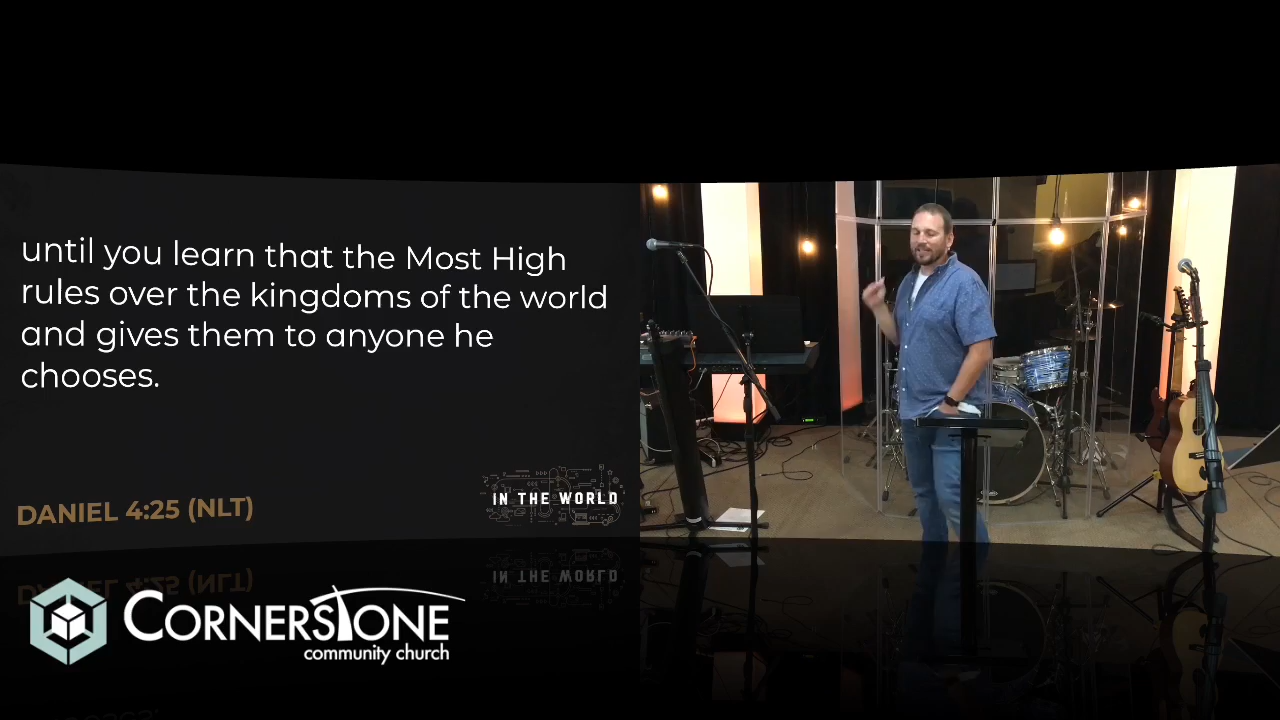 until you learn that the Most High
rules over the kingdoms of the world
and gives them to anyone he
chooses.
DANIEL 4:25 (NLT)
IN THE WORLD
CORNERSTONE
community church